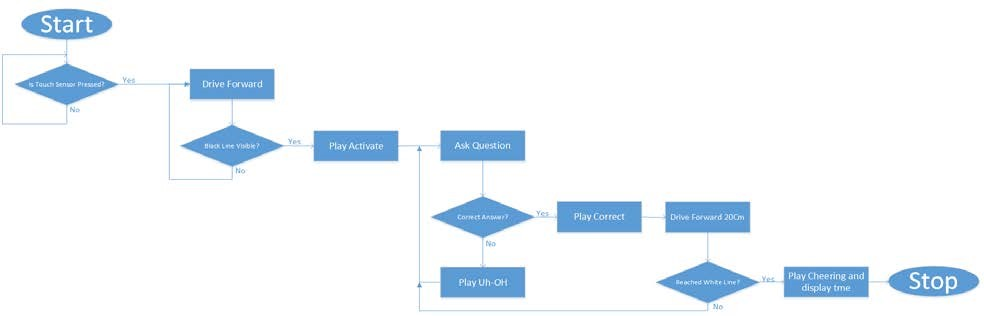 Start
Is Touch Sensor Pressed?
Yes
No
Drive Forward
Black Line Visible?
Yes
No
Play Activate
Ask Question
Correct Answer?
Yes
No
Play Uh-OH
Play Correct
Drive Forward 20Cm
Reached White Line?
Yes
No
Play Cheering and
display tme
Stop